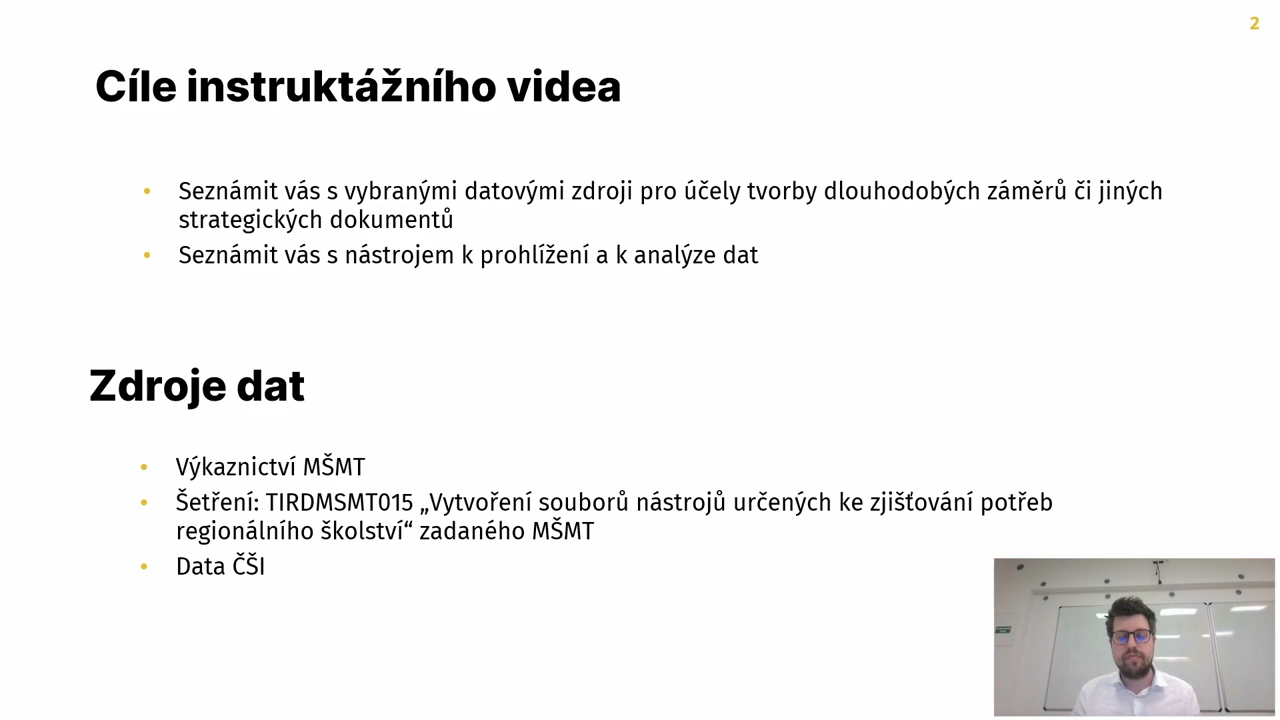 2
Cíle instruktážního videa
• Seznámit vás s vybranými datovými zdroji pro účely tvorby dlouhodobých záměrů či jiných
strategických dokumentů
• Seznámit vás s nástrojem k prohlížení a k analýze dat
Zdroje dat
• Výkaznictví MŠMT
• Šetření: TIRDMSMT015 „Vytvoření souborů nástrojů určených ke zjišťování potřeb
regionálního školství“ zadaného MŠMT
• Data ČŠI